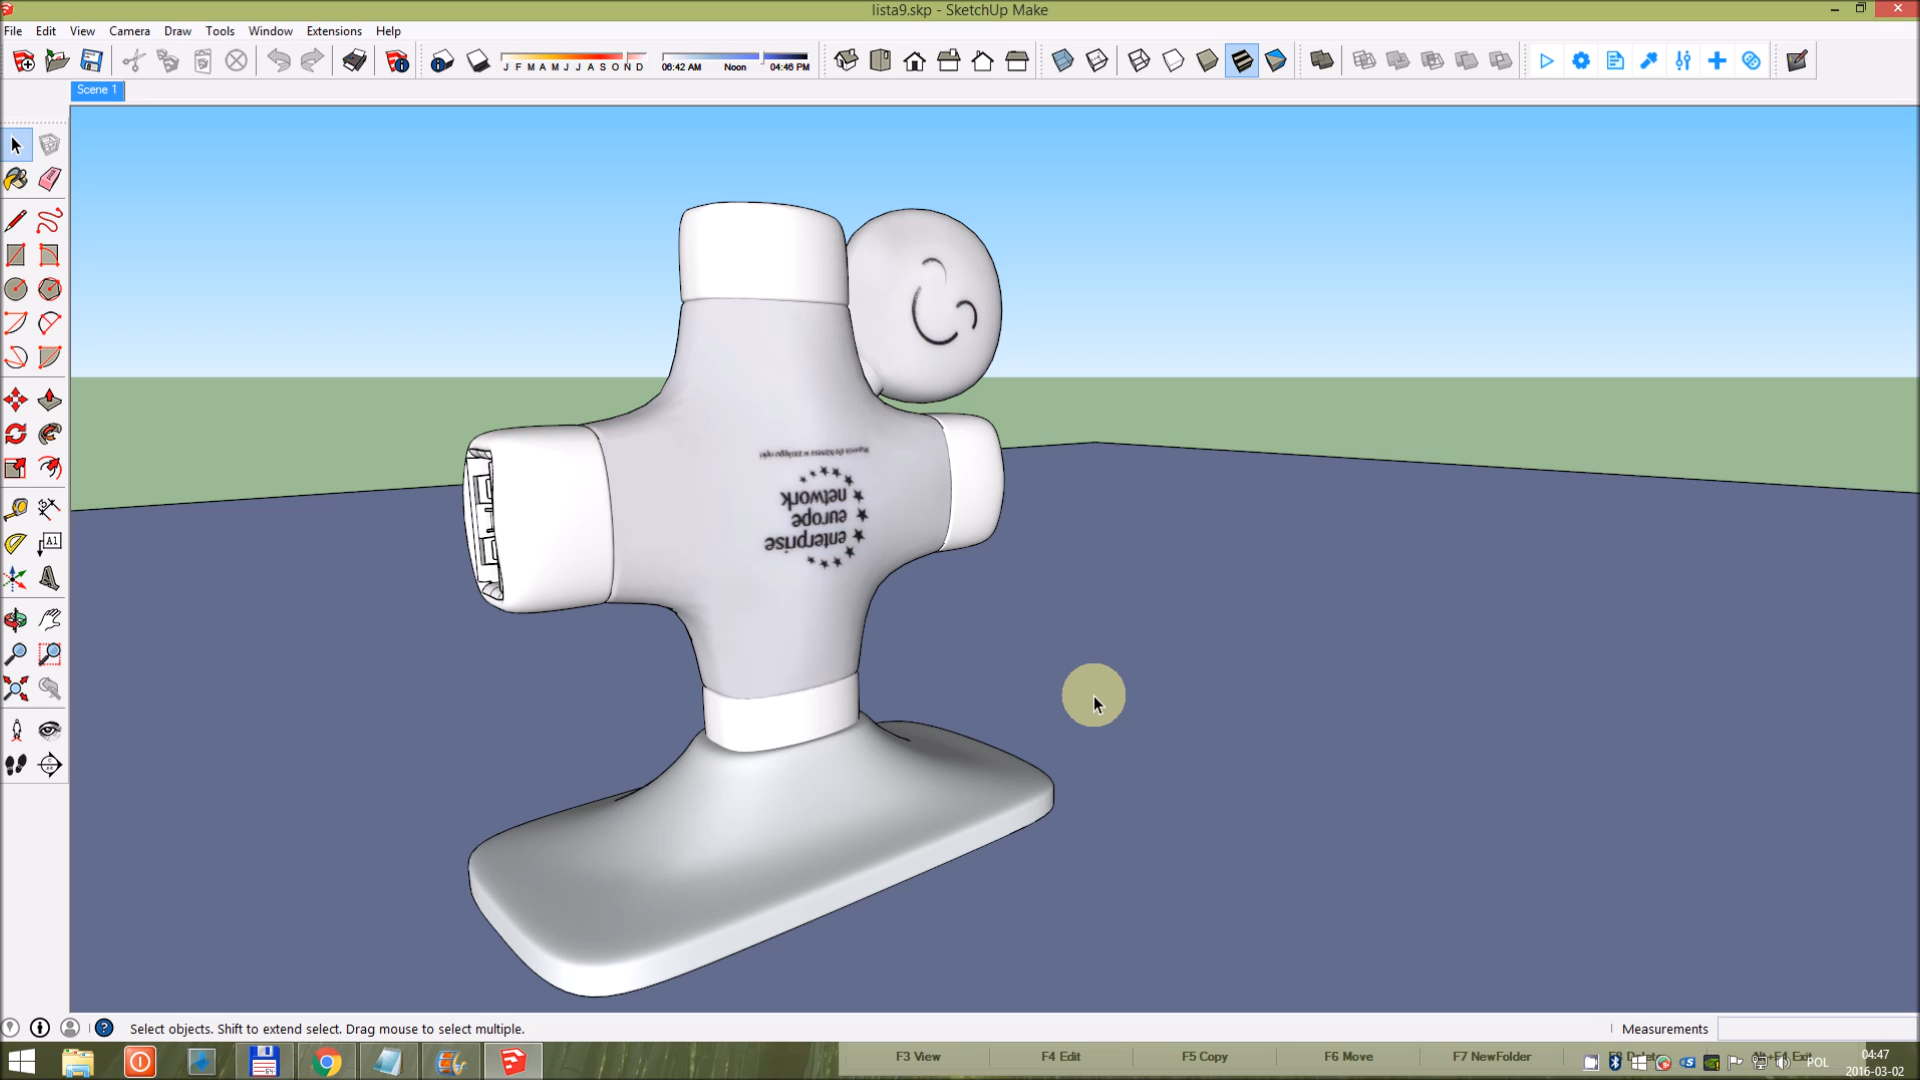 lista9.skp - SketchUp Make
File Edit View Camera Draw Tools Window Extensions Help
J F M A M J J A S O N D
06:42 AM Noon 04:46 PM
Scene 1
A1
enterprise
europe
network
Select objects. Shift to extend select. Drag mouse to select multiple.
Measurements
F3 View F4 Edit F5 Copy F6 Move F7 NewFolder
POL
04:47
2016-03-02